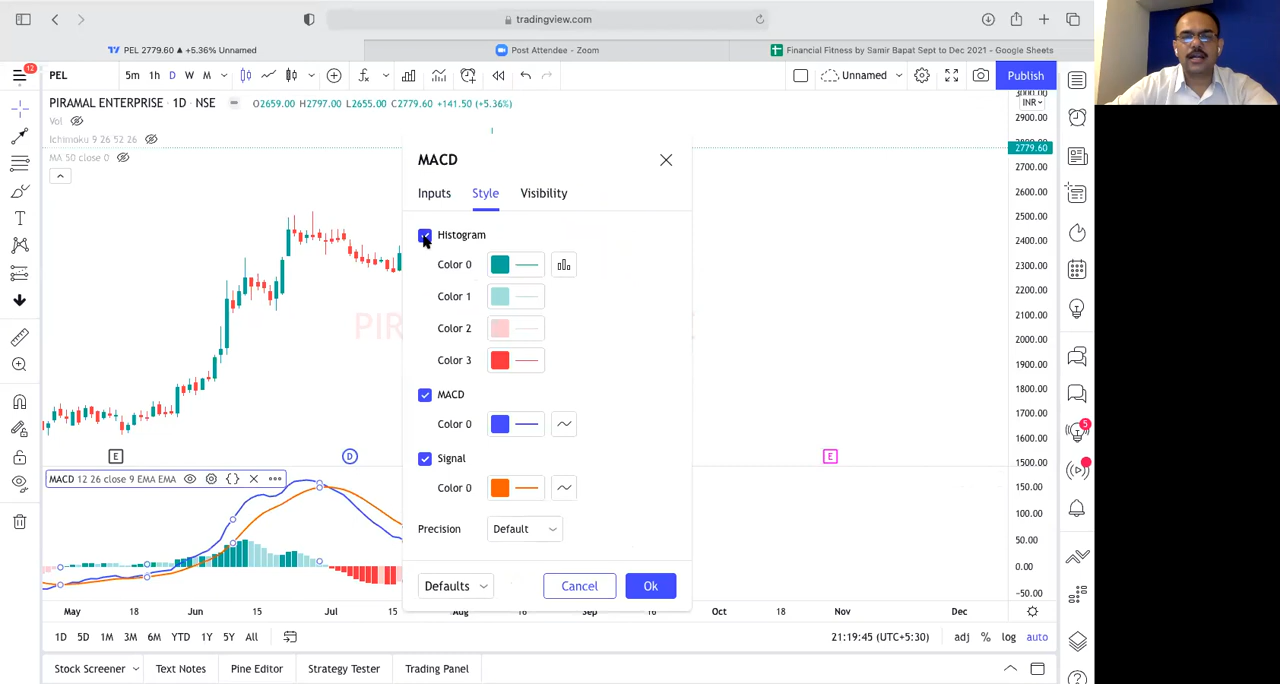 tradingview.com
PEL 2779.60 ▲ +5.36% Unnamed
Post Attendee - Zoom
Financial Fitness by Samir Bapat Sept to Dec 2021 - Google Sheets
12
PEL
5m 1h D W M
Unnamed
Publish
PIRAMAL ENTERPRISE · 1D · NSE
O2659.00 H2797.00 L2655.00 C2779.60 +141.50 (+5.36%)
Vol
Ichimoku 9 26 52 26
MA 50 close 0
3000.00
INR
2900.00
2779.60
2700.00
2600.00
2500.00
2400.00
2300.00
2200.00
2100.00
2000.00
1900.00
1800.00
1700.00
1600.00
1500.00
150.00
100.00
50.00
0.00
-50.00
PIR
MACD
Inputs Style Visibility
Histogram
Color 0
Color 1
Color 2
Color 3
MACD
Color 0
Signal
Color 0
Precision Default
Defaults Cancel Ok
E D E
5
MACD 12 26 close 9 EMA EMA
May 18 Jun 15 Jul 15 Aug 16 Sep 16 Oct 18 Nov Dec
1D 5D 1M 3M 6M YTD 1Y 5Y All
21:19:45 (UTC+5:30) adj % log auto
Stock Screener Text Notes Pine Editor Strategy Tester Trading Panel